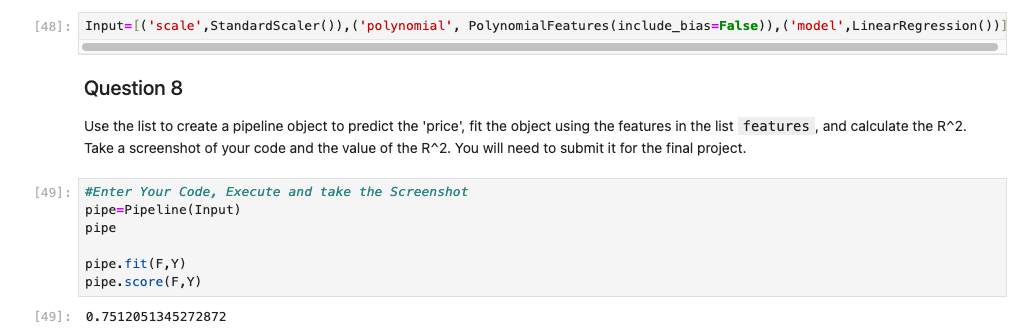 [48]: Input=[('scale',StandardScaler()),('polynomial', PolynomialFeatures(include_bias=False)),('model',LinearRegression())]
Question 8
Use the list to create a pipeline object to predict the 'price', fit the object using the features in the list features , and calculate the R^2.
Take a screenshot of your code and the value of the R^2. You will need to submit it for the final project.
[49]: #Enter Your Code, Execute and take the Screenshot
pipe=Pipeline(Input)
pipe
pipe.fit(F,Y)
pipe.score(F,Y)
[49]: 0.7512051345272872